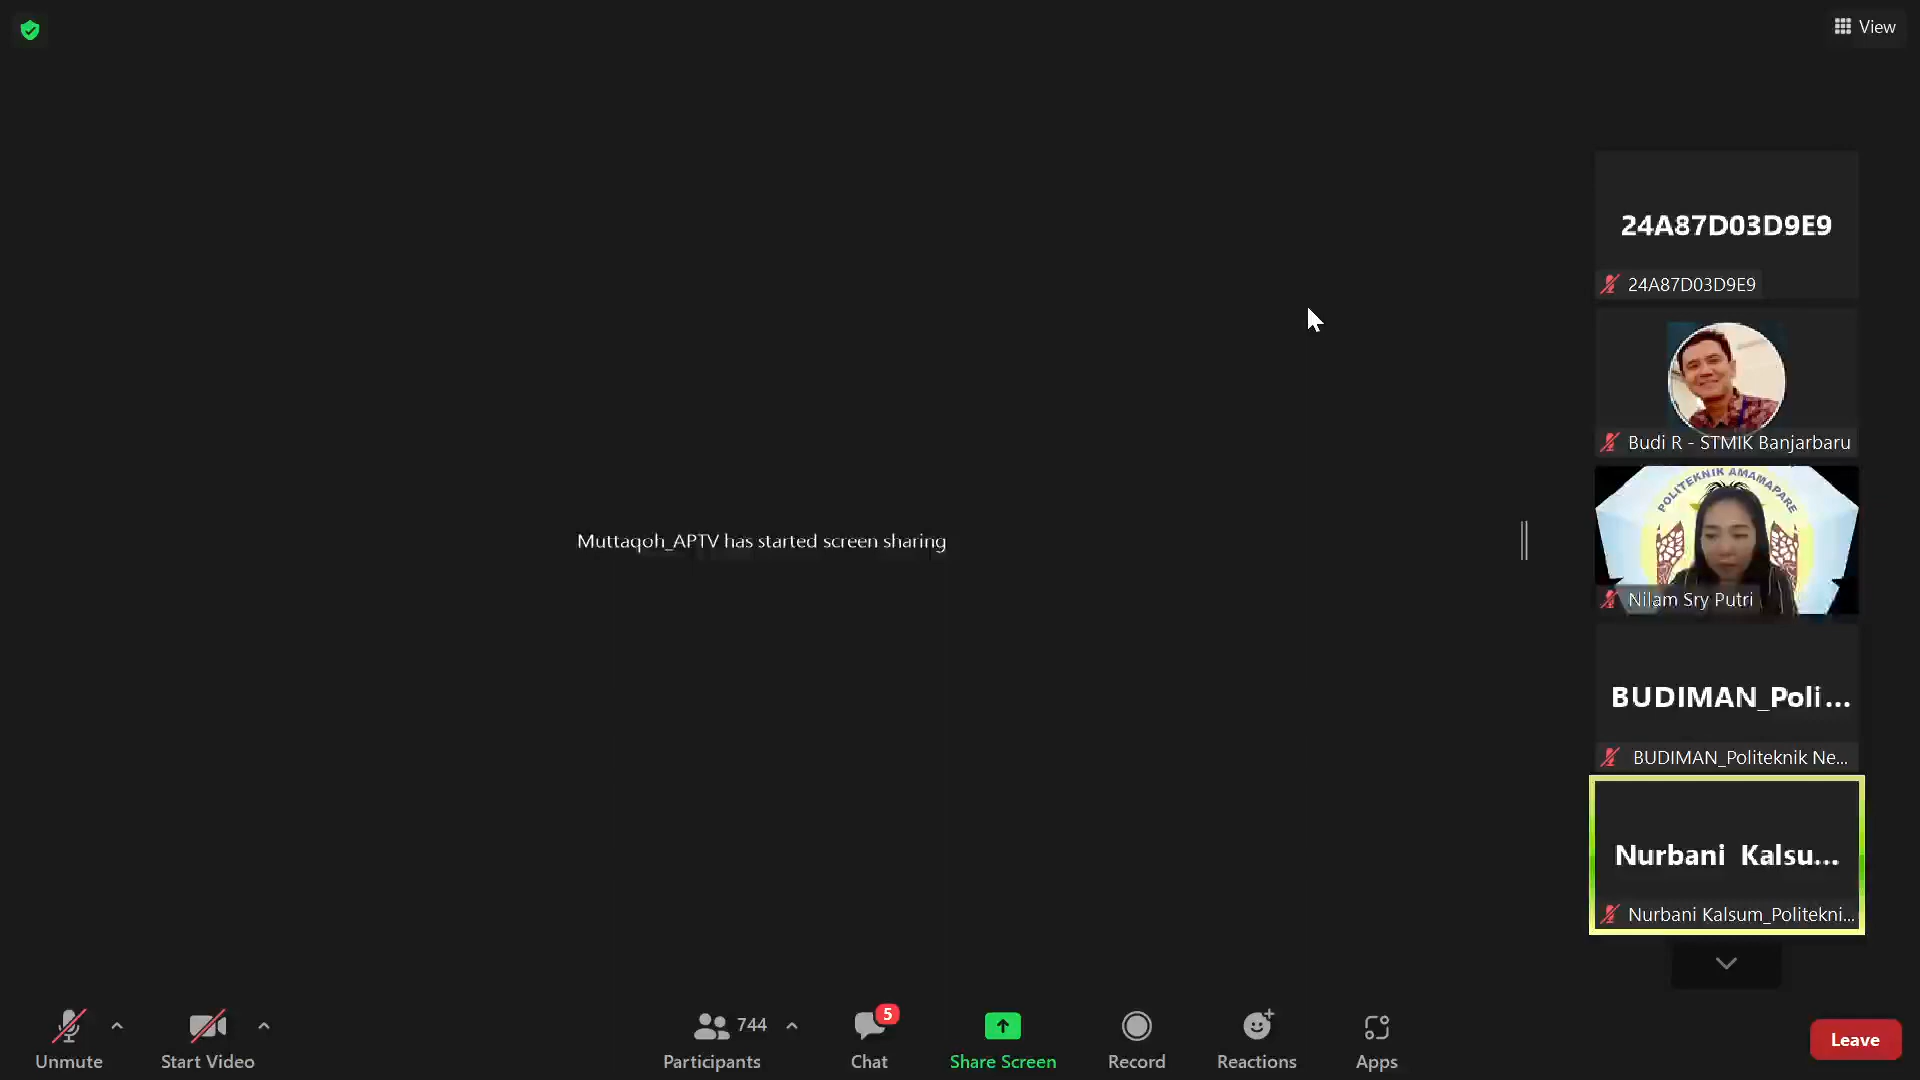 View
24A87D03D9E9
24A87D03D9E9
Budi R - STMIK Banjarbaru
POLITEKNIK AMAMAPARE
Nilam Sry Putri
Muttaqoh_APTV has started screen sharing
BUDIMAN_Poli...
BUDIMAN_Politeknik Ne...
Nurbani Kalsu...
Nurbani Kalsum_Politekni...
Unmute
Start Video
744
Participants
5
Chat
Share Screen
Record
Reactions
Apps
Leave